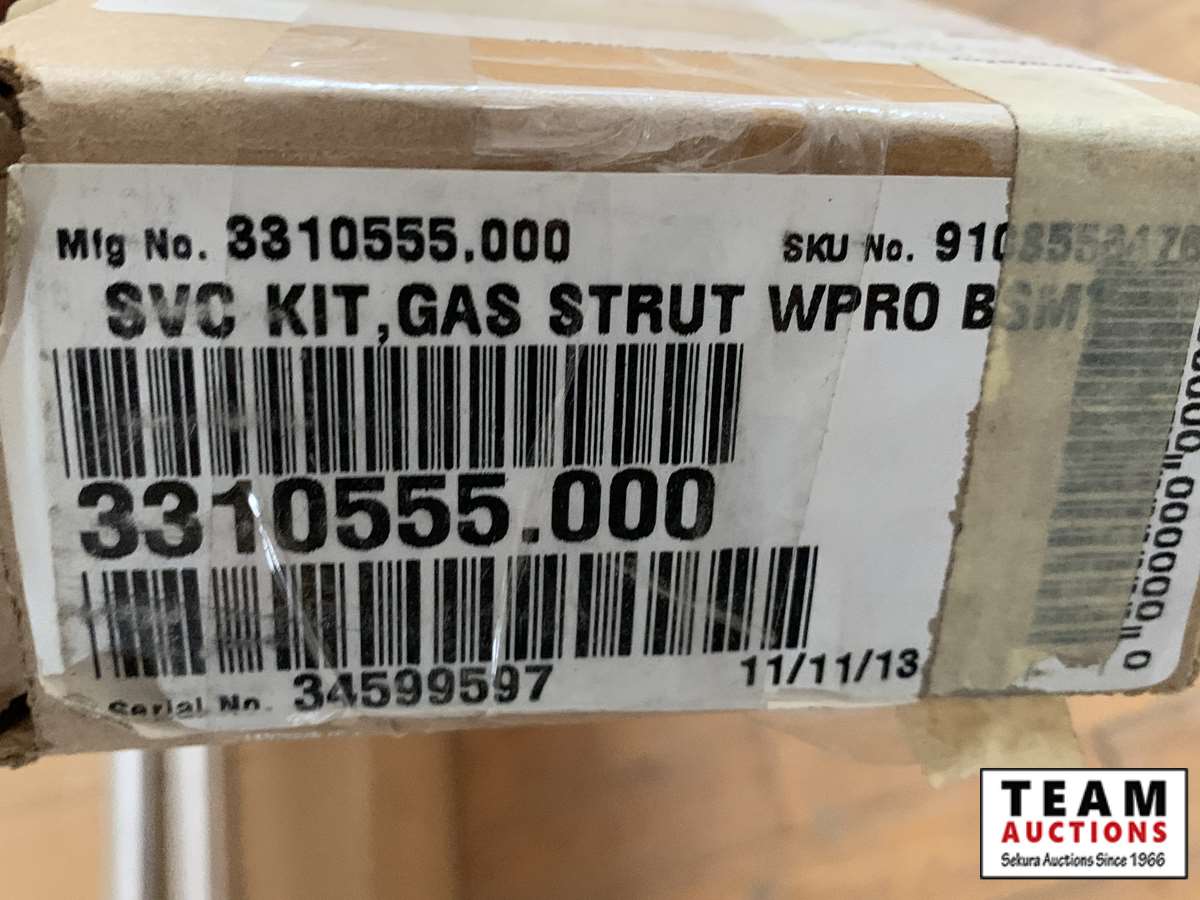 Mfg No. 3310555.000
SKU No.
SVC KIT,GAS STRUT WPRO
3310555.000
Serial No. 34599597
11/11/13
TEAM
AUCTIONS
Sekura Auctions Since 1966